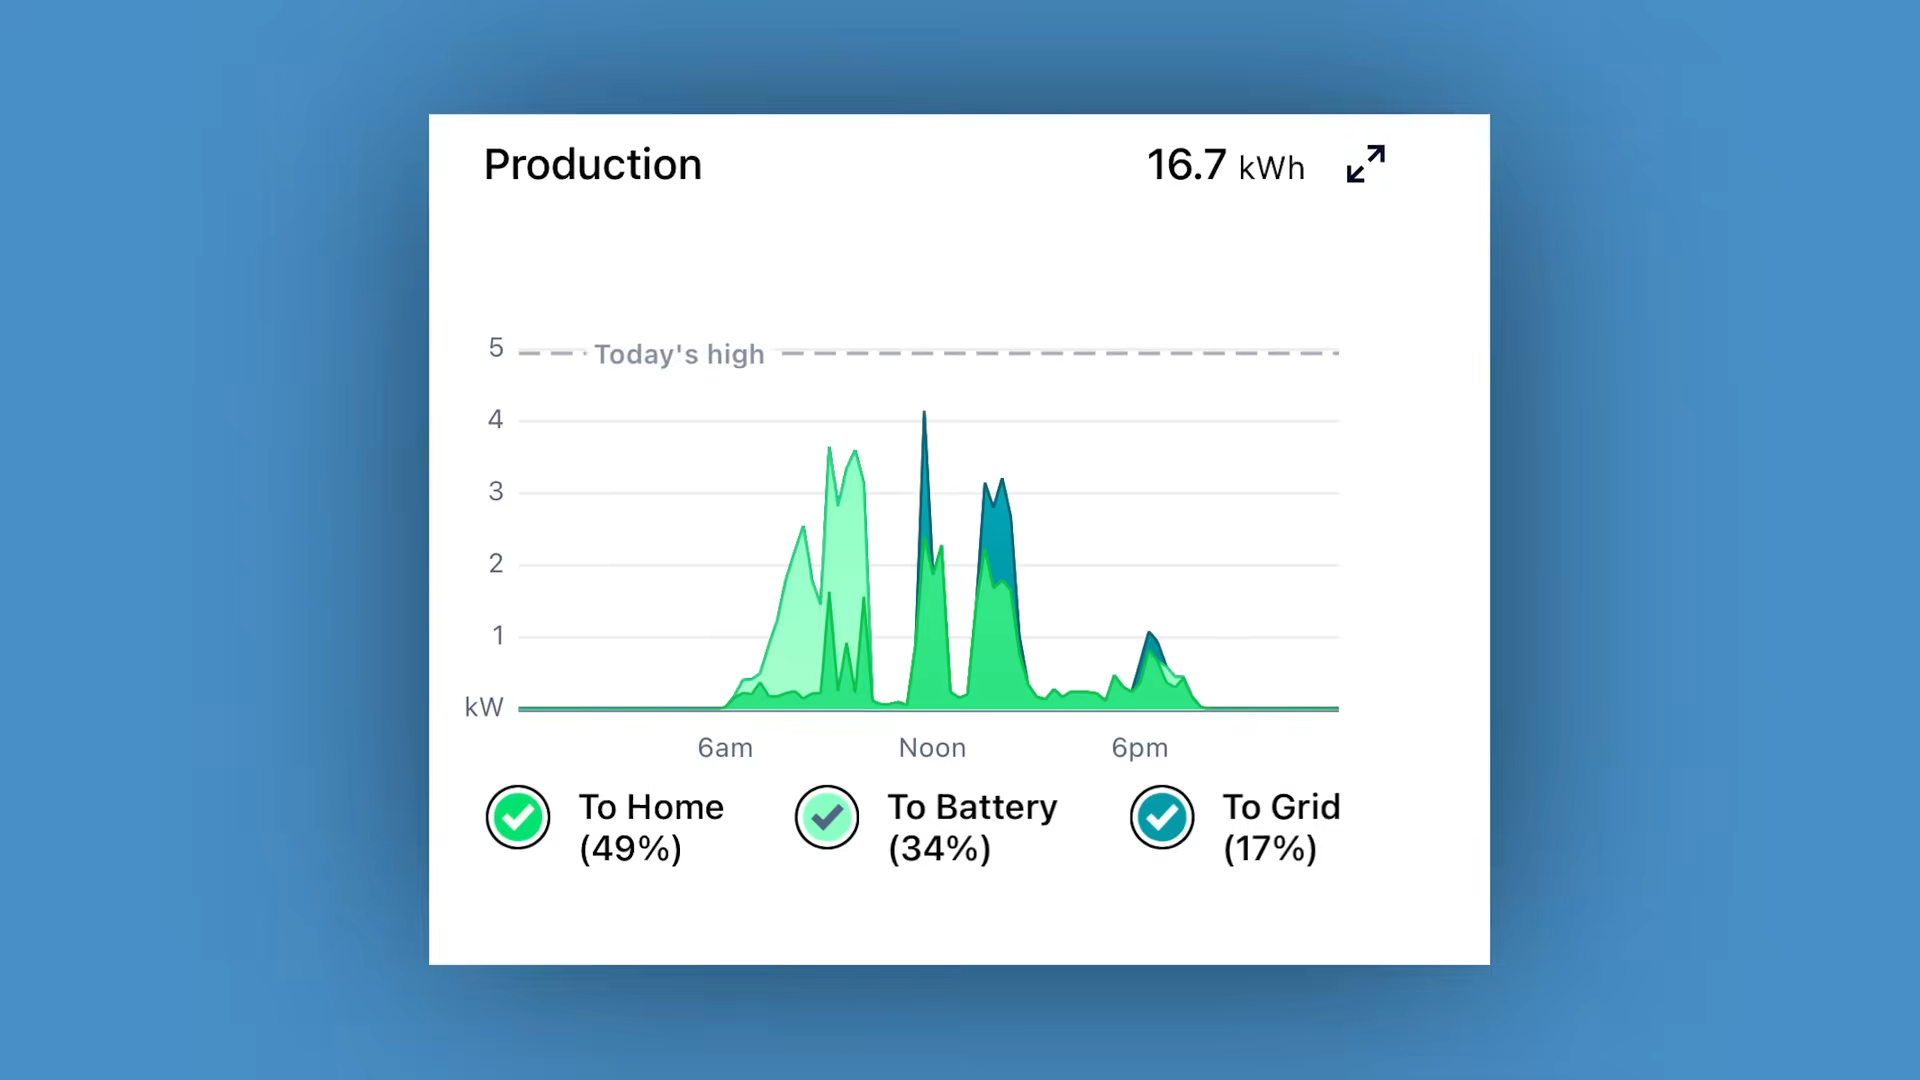 Production
16.7 kWh
5
Today's high
4
3
2
1
kW
6am
Noon
6pm
To Home
(49%)
To Battery
(34%)
To Grid
(17%)